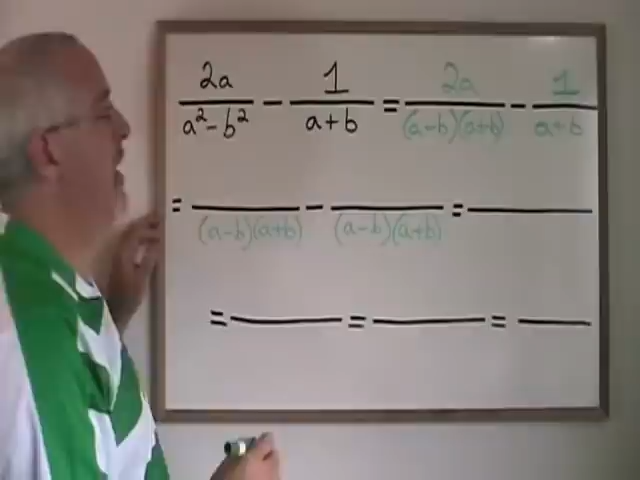 2a/(a²-b²) - 1/(a+b) = 2a/((a-b)(a+b)) - 1/(a+b)
= ___/((a-b)(a+b)) - ___/((a-b)(a+b)) = ___
= ___ = ___ = ___